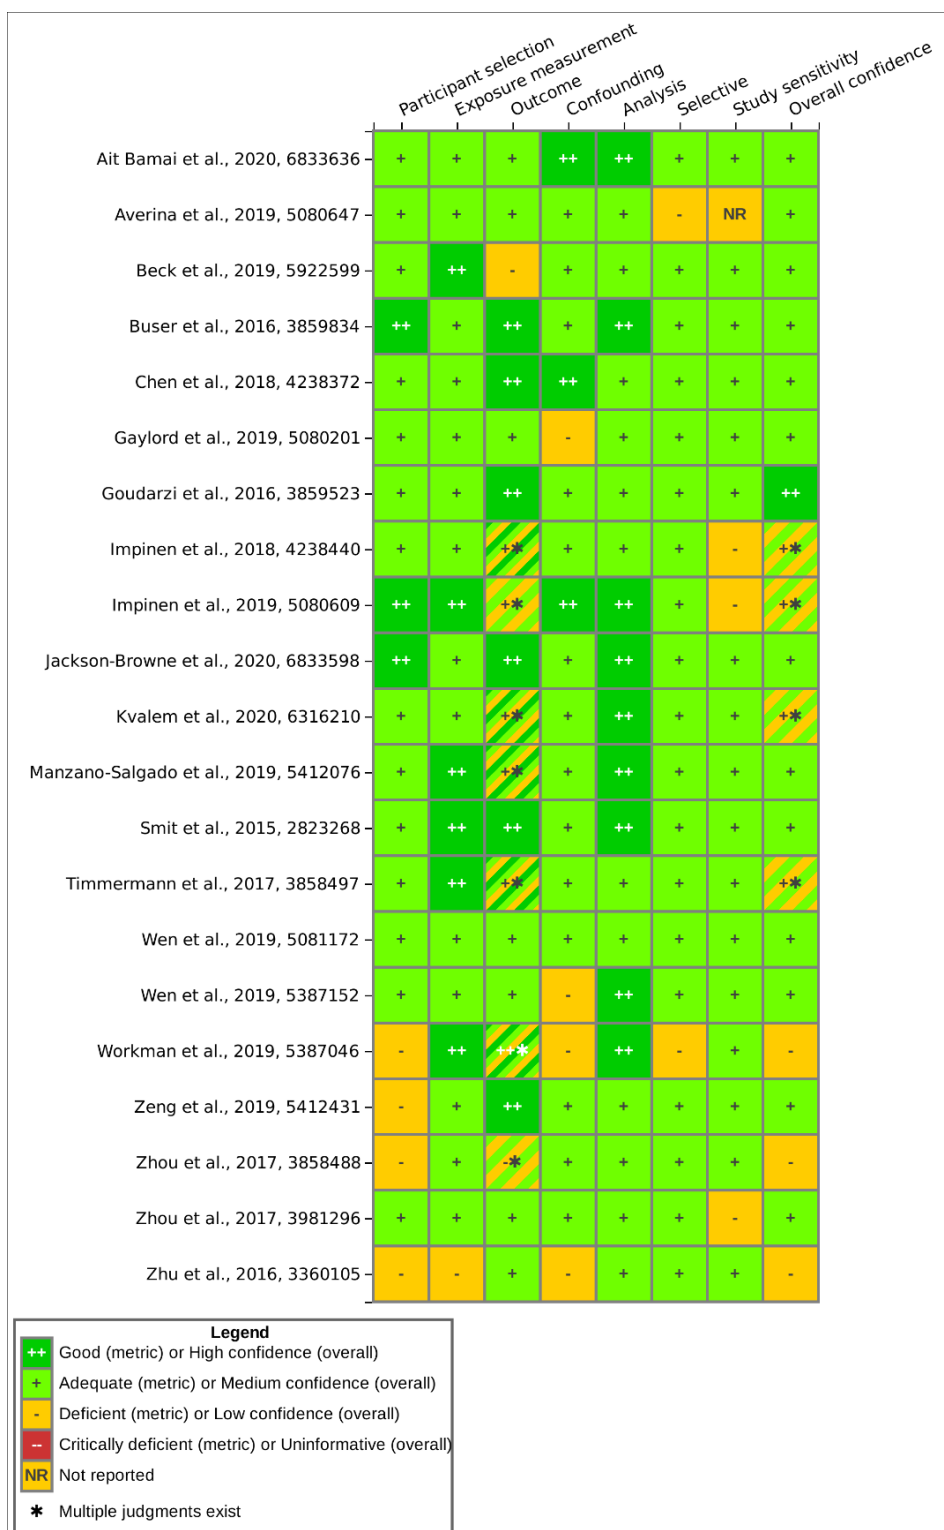 Participant selection
Exposure measurement
Outcome
Confounding
Analysis
Selective
Study sensitivity
Overall confidence
Ait Bamai et al., 2020, 6833636 + + + ++ ++ + + +
Averina et al., 2019, 5080647 + + + + + - NR +
Beck et al., 2019, 5922599 + ++ - + + + + +
Buser et al., 2016, 3859834 ++ + ++ + ++ + + +
Chen et al., 2018, 4238372 + + ++ ++ + + + +
Gaylord et al., 2019, 5080201 + + + - + + + +
Goudarzi et al., 2016, 3859523 + + ++ + + + + ++
Impinen et al., 2018, 4238440 + + +* + + + - +*
Impinen et al., 2019, 5080609 ++ ++ +* ++ ++ + - +*
Jackson-Browne et al., 2020, 6833598 ++ + ++ + ++ + + +
Kvalem et al., 2020, 6316210 + + +* + ++ + + +*
Manzano-Salgado et al., 2019, 5412076 + ++ +* + ++ + + +
Smit et al., 2015, 2823268 + ++ ++ + ++ + + +
Timmermann et al., 2017, 3858497 + ++ +* + + + + +*
Wen et al., 2019, 5081172 + + + + + + + +
Wen et al., 2019, 5387152 + + + - ++ + + +
Workman et al., 2019, 5387046 - ++ ++* - ++ - + -
Zeng et al., 2019, 5412431 - + ++ + + + + +
Zhou et al., 2017, 3858488 - + -* + + + + -
Zhou et al., 2017, 3981296 + + + + + + - +
Zhu et al., 2016, 3360105 - - + - + + + -
Legend
++ Good (metric) or High confidence (overall)
+ Adequate (metric) or Medium confidence (overall)
- Deficient (metric) or Low confidence (overall)
-- Critically deficient (metric) or Uninformative (overall)
NR Not reported
* Multiple judgments exist